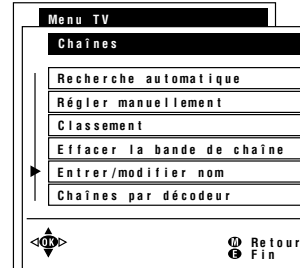 Menu TV
Chaînes
Recherche automatique
Régler manuellement
Classement
Effacer la bande de chaîne
Entrer/modifier nom
Chaînes par décodeur
OK
M Retour
E Fin